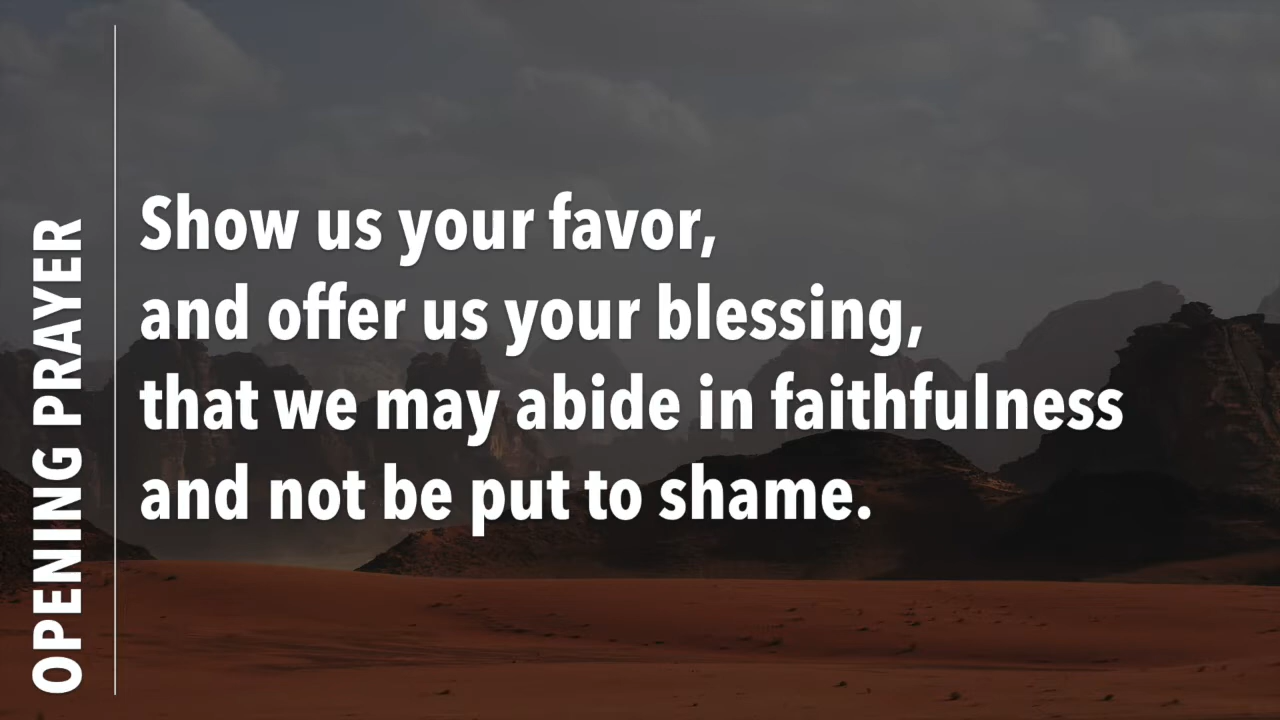 OPENING PRAYER
Show us your favor,
and offer us your blessing,
that we may abide in faithfulness
and not be put to shame.